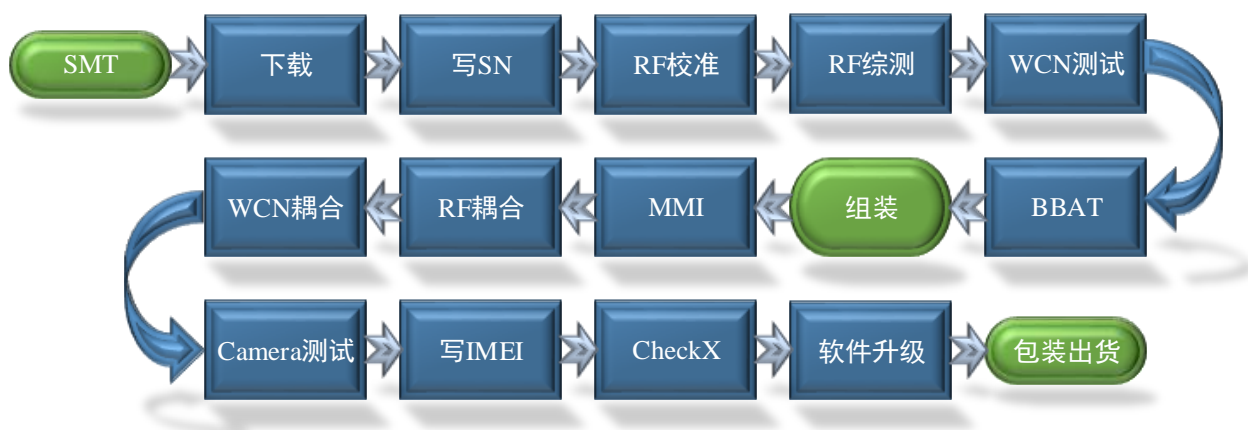 SMT
下载
写SN
RF校准
RF综测
WCN测试
BBAT
组装
MMI
RF耦合
WCN耦合
Camera测试
写IMEI
CheckX
软件升级
包装出货